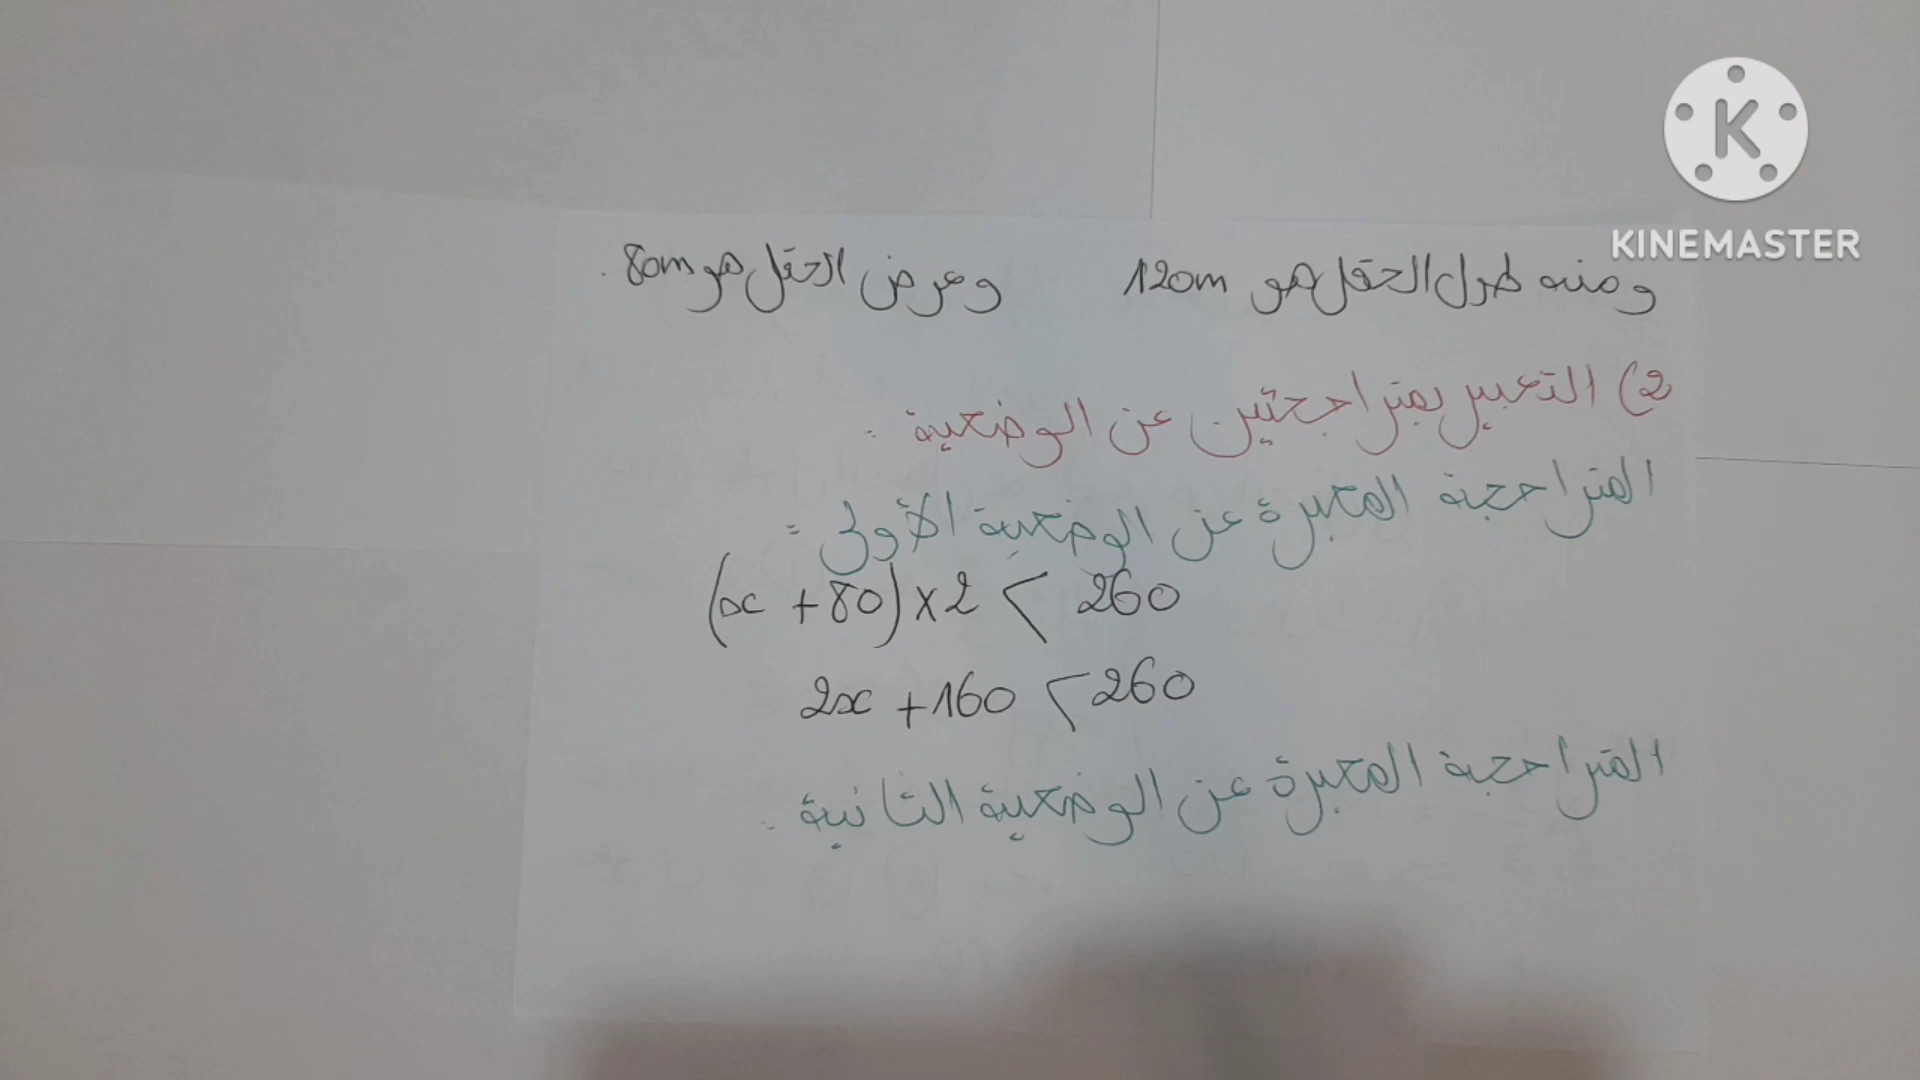 KINEMASTER
ومنه طول الحقل هو 120m وعرض الحقل هو 80m.
2) التعبير بمتراجحتين عن الوضعية :
المتراجحة المعبرة عن الوضعية الأولى :
(x + 80) x 2 < 260
2x + 160 < 260
المتراجحة المعبرة عن الوضعية الثانية :